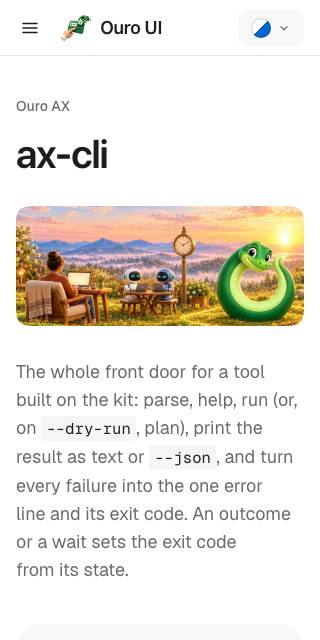 Ouro UI
Ouro AX
ax-cli
The whole front door for a tool
built on the kit: parse, help, run (or,
on --dry-run, plan), print the
result as text or --json, and turn
every failure into the one error
line and its exit code. An outcome
or a wait sets the exit code
from its state.